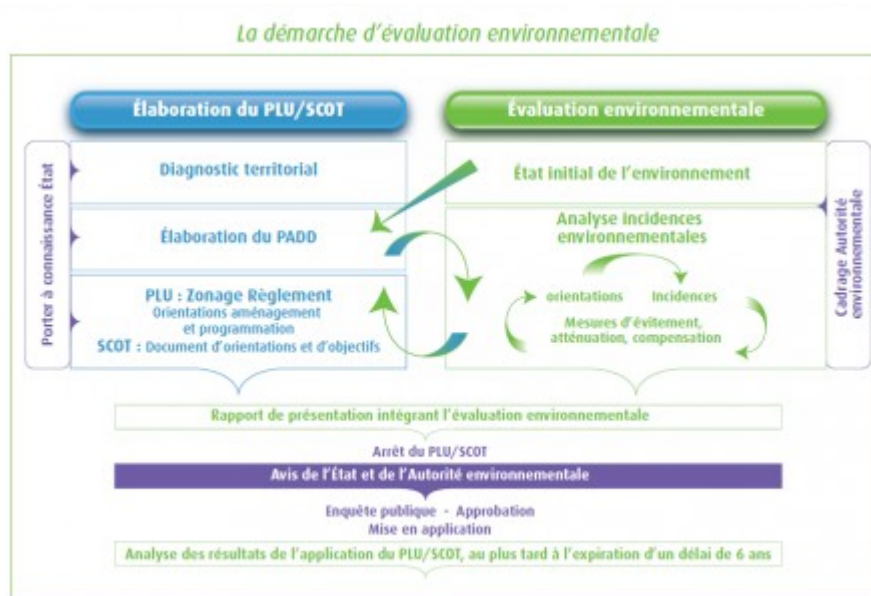 La démarche d'évaluation environnementale
Élaboration du PLU/SCOT
Évaluation environnementale
Porter à connaissance État
Diagnostic territorial
État initial de l'environnement
Cadrage Autorité
environnementale
Élaboration du PADD
Analyse incidences
environnementales
PLU : Zonage Règlement
Orientations aménagement
et programmation
SCOT : Document d'orientations et d'objectifs
orientations
Incidences
Mesures d'évitement,
atténuation, compensation
Rapport de présentation intégrant l'évaluation environnementale
Arrêt du PLU/SCOT
Avis de l'État et de l'Autorité environnementale
Enquête publique - Approbation
Mise en application
Analyse des résultats de l'application du PLU/SCOT, au plus tard à l'expiration d'un délai de 6 ans